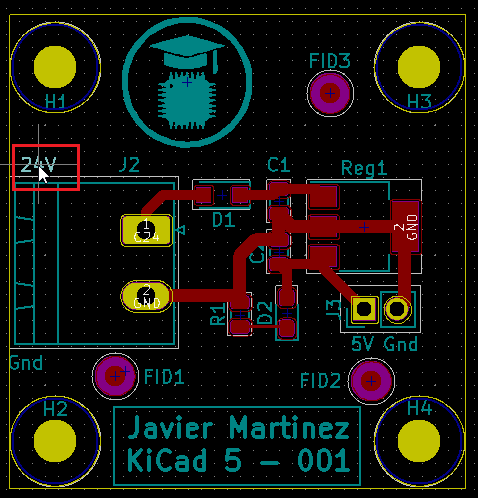 FID3
H1
H3
24V
J2
C1
Reg1
D1
1
C24
2
GND
C2
2
GND
R1
D2
J3
5V Gnd
Gnd
FID1
FID2
H2
H4
Javier Martinez
KiCad 5 - 001